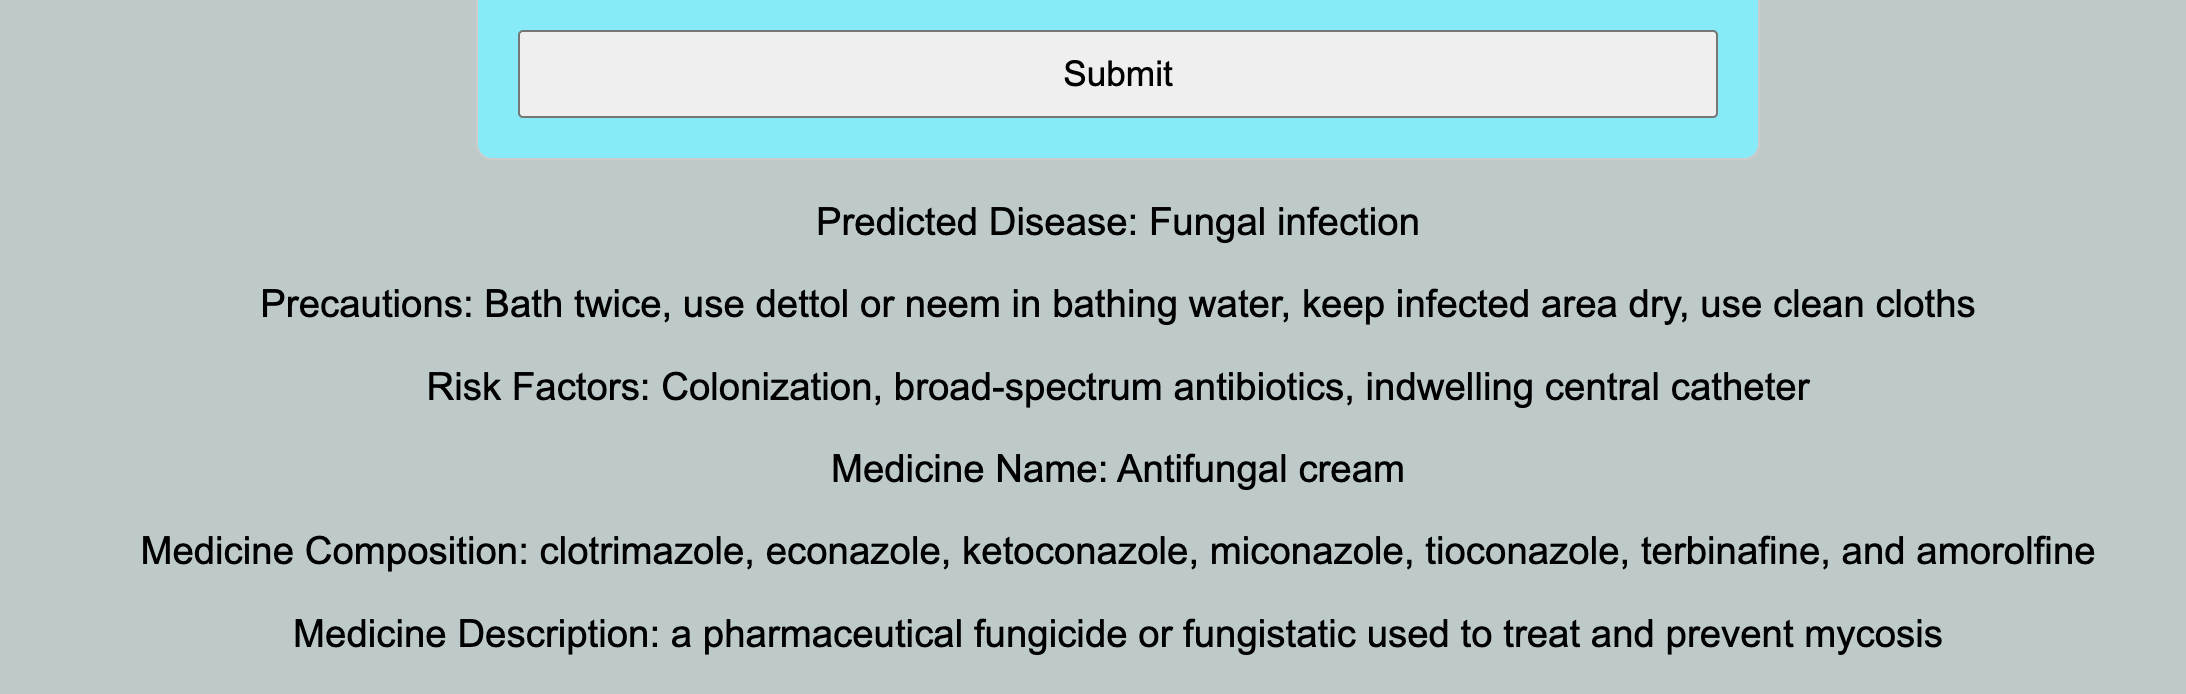 Submit
Predicted Disease: Fungal infection
Precautions: Bath twice, use dettol or neem in bathing water, keep infected area dry, use clean cloths
Risk Factors: Colonization, broad-spectrum antibiotics, indwelling central catheter
Medicine Name: Antifungal cream
Medicine Composition: clotrimazole, econazole, ketoconazole, miconazole, tioconazole, terbinafine, and amorolfine
Medicine Description: a pharmaceutical fungicide or fungistatic used to treat and prevent mycosis